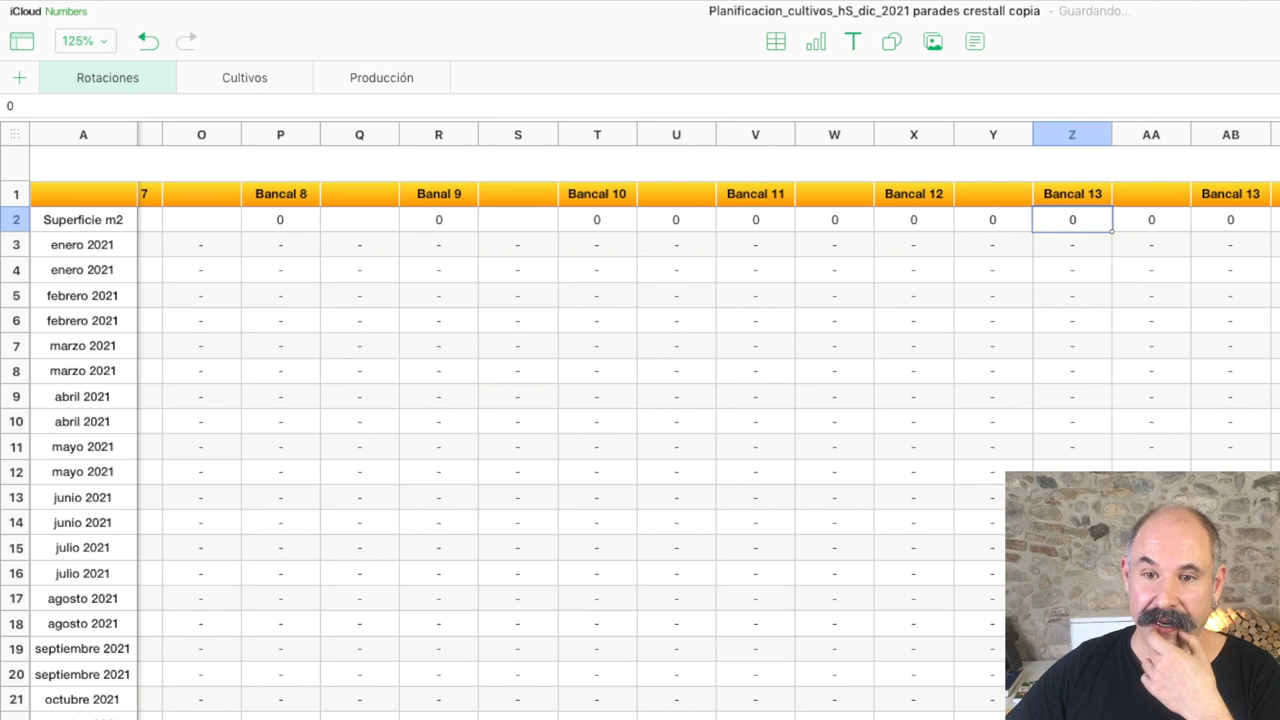 iCloud Numbers
Planificacion_cultivos_hS_dic_2021 parades crestall copia - Guardando...
125%
Rotaciones Cultivos Producción
0
A O P Q R S T U V W X Y Z AA AB
1 7 Bancal 8 Banal 9 Bancal 10 Bancal 11 Bancal 12 Bancal 13 Bancal 13
2 Superficie m2 0 0 0 0 0 0 0 0 0 0 0
3 enero 2021 - - - - - - - - - - - - - -
4 enero 2021 - - - - - - - - - - - - - -
5 febrero 2021 - - - - - - - - - - - - - -
6 febrero 2021 - - - - - - - - - - - - - -
7 marzo 2021 - - - - - - - - - - - - - -
8 marzo 2021 - - - - - - - - - - - - - -
9 abril 2021 - - - - - - - - - - - - - -
10 abril 2021 - - - - - - - - - - - - - -
11 mayo 2021 - - - - - - - - - - - - - -
12 mayo 2021 - - - - - - - - - - - - - -
13 junio 2021 - - - - - - - - - - -
14 junio 2021 - - - - - - - - - - -
15 julio 2021 - - - - - - - - - - -
16 julio 2021 - - - - - - - - - - -
17 agosto 2021 - - - - - - - - - - -
18 agosto 2021 - - - - - - - - - - -
19 septiembre 2021 - - - - - - - - - - -
20 septiembre 2021 - - - - - - - - - - -
21 octubre 2021 - - - - - - - - - - -